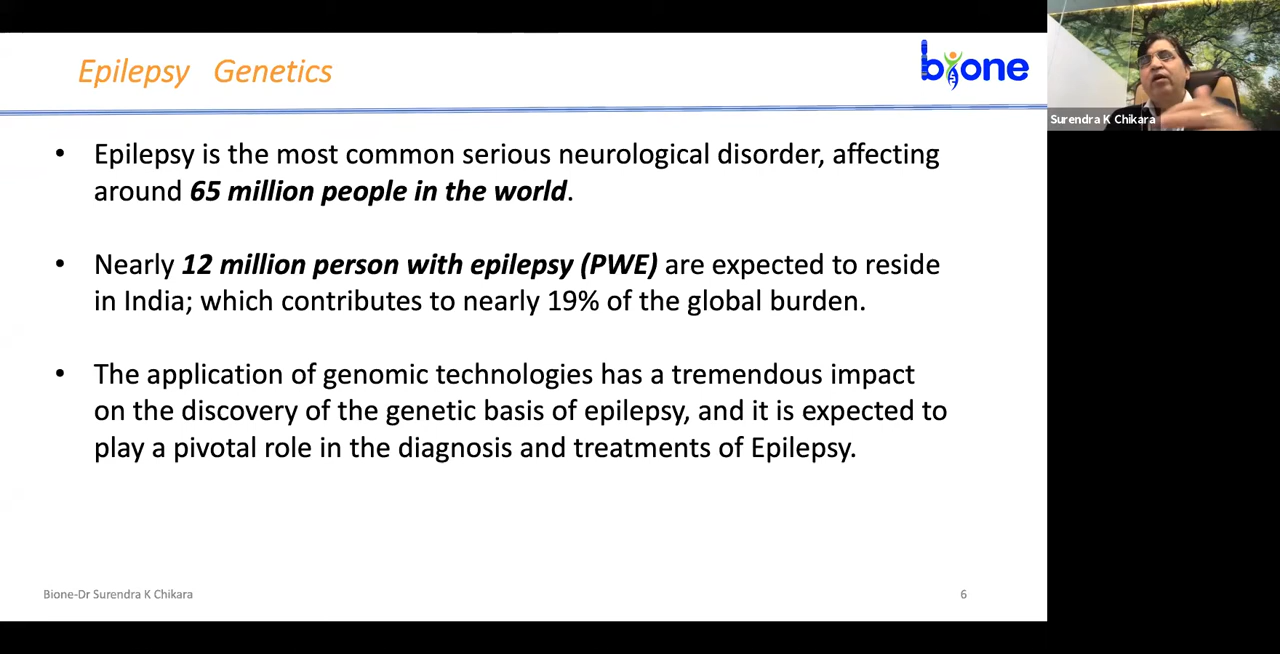 Epilepsy Genetics
bione
Surendra K Chikara
• Epilepsy is the most common serious neurological disorder, affecting
around 65 million people in the world.
• Nearly 12 million person with epilepsy (PWE) are expected to reside
in India; which contributes to nearly 19% of the global burden.
• The application of genomic technologies has a tremendous impact
on the discovery of the genetic basis of epilepsy, and it is expected to
play a pivotal role in the diagnosis and treatments of Epilepsy.
Bione-Dr Surendra K Chikara
6